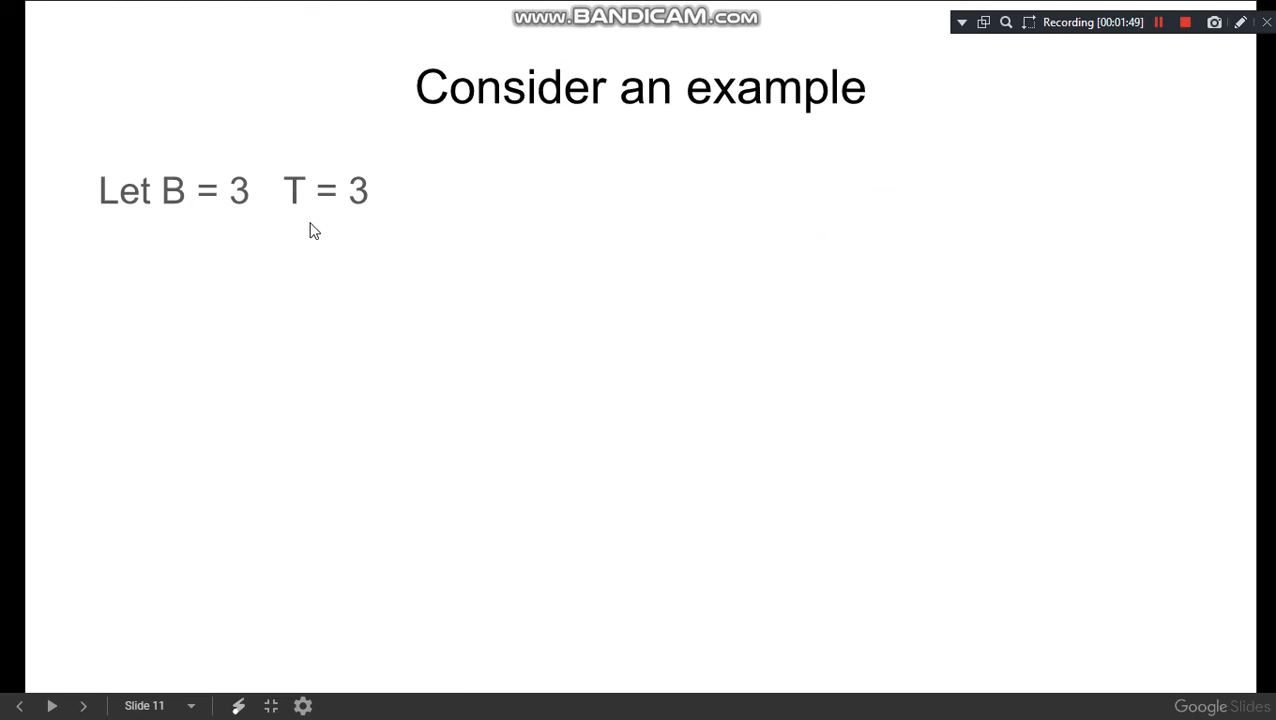 www.BANDICAM.com
Recording [00:01:49]
Consider an example
Let B = 3 T = 3
Slide 11
Google Slides